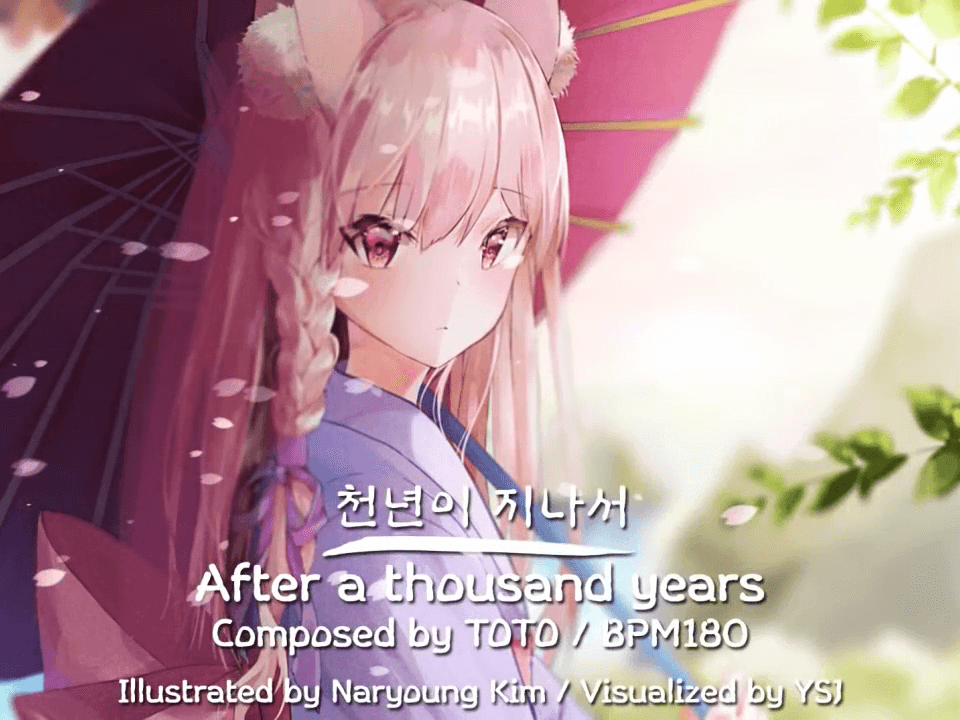 천년이 지나서
After a thousand years
Composed by TOTO / BPM180
Illustrated by Naryoung Kim / Visualized by YSJ